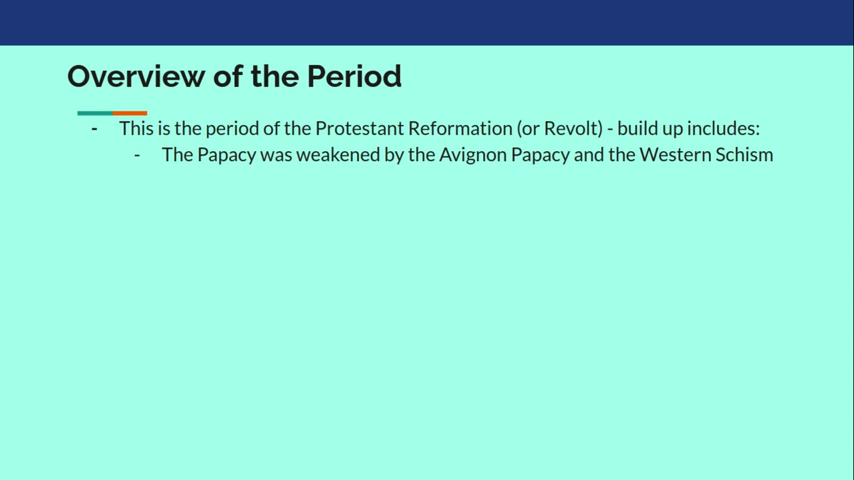 Overview of the Period
- This is the period of the Protestant Reformation (or Revolt) - build up includes:
- The Papacy was weakened by the Avignon Papacy and the Western Schism